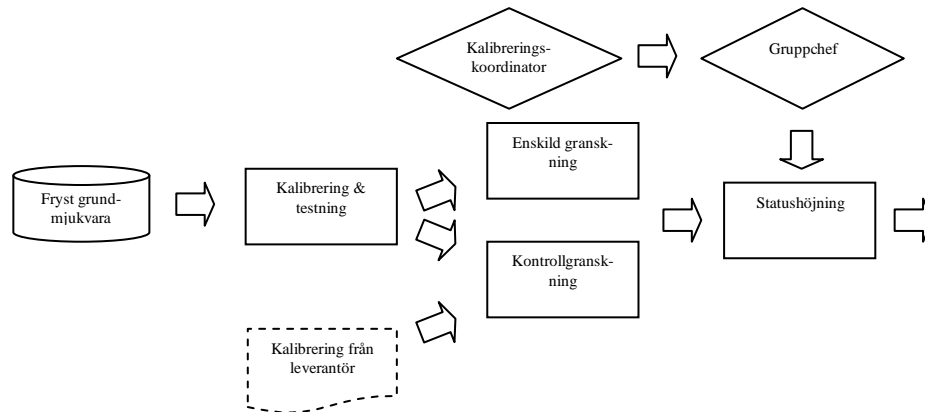 Kalibrerings-
koordinator
Gruppchef
Enskild gransk-
ning
Fryst grund-
mjukvara
Kalibrering &
testning
Statushöjning
Kontrollgransk-
ning
Kalibrering från
leverantör